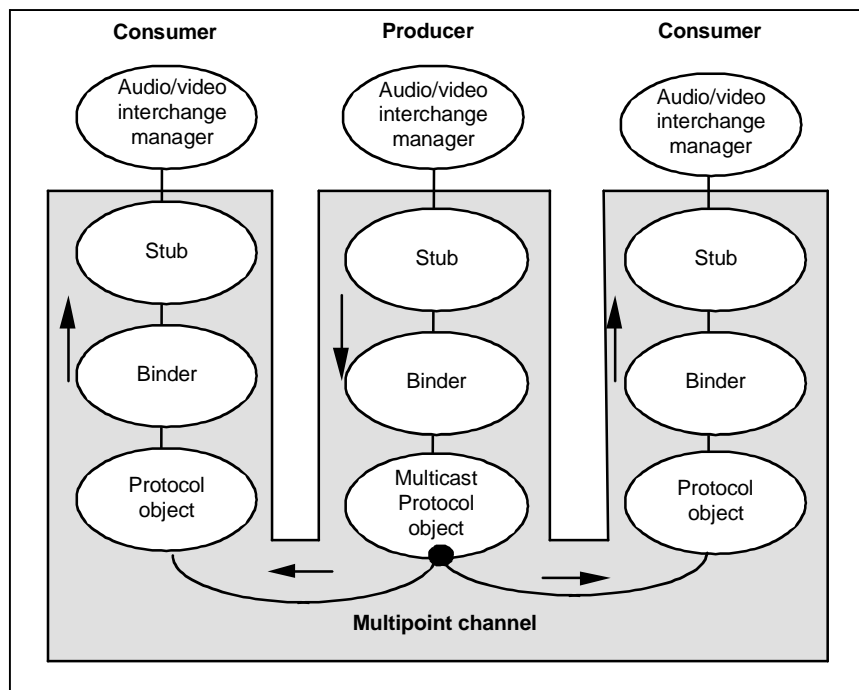 Consumer
Producer
Consumer
Audio/video
interchange
manager
Audio/video
interchange
manager
Audio/video
interchange
manager
Stub
Stub
Stub
Binder
Binder
Binder
Protocol
object
Multicast
Protocol
object
Protocol
object
Multipoint channel